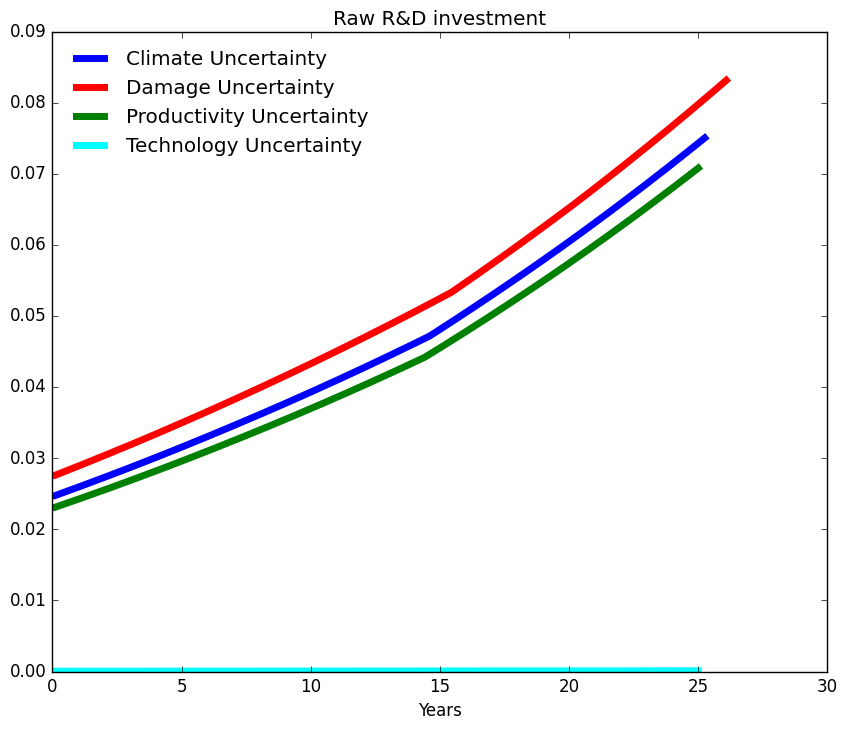 Raw R&D investment
0.09
0.08
0.07
0.06
0.05
0.04
0.03
0.02
0.01
0.00
Climate Uncertainty
Damage Uncertainty
Productivity Uncertainty
Technology Uncertainty
0 5 10 15 20 25 30
Years